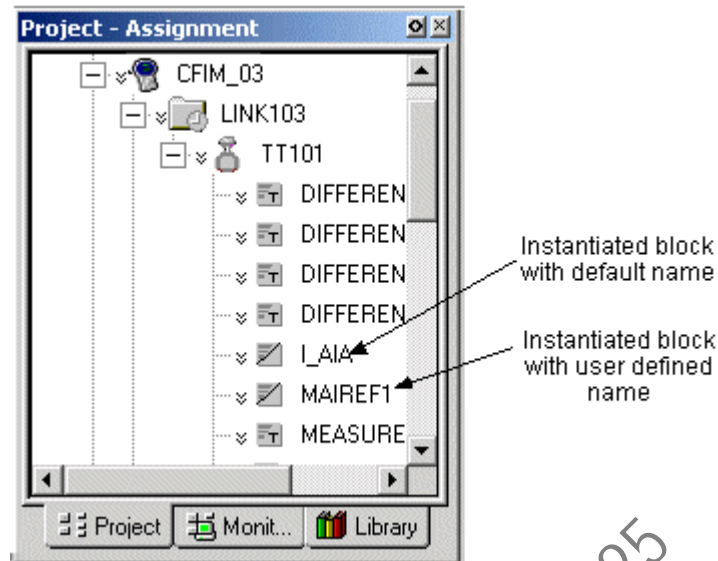 Project - Assignment
CFIM_03
LINK103
TT101
DIFFEREN
DIFFEREN
DIFFEREN
DIFFEREN
I_AIA
MAIREF1
MEASURE
Instantiated block
with default name
Instantiated block
with user defined
name
Project
Monit...
Library
95